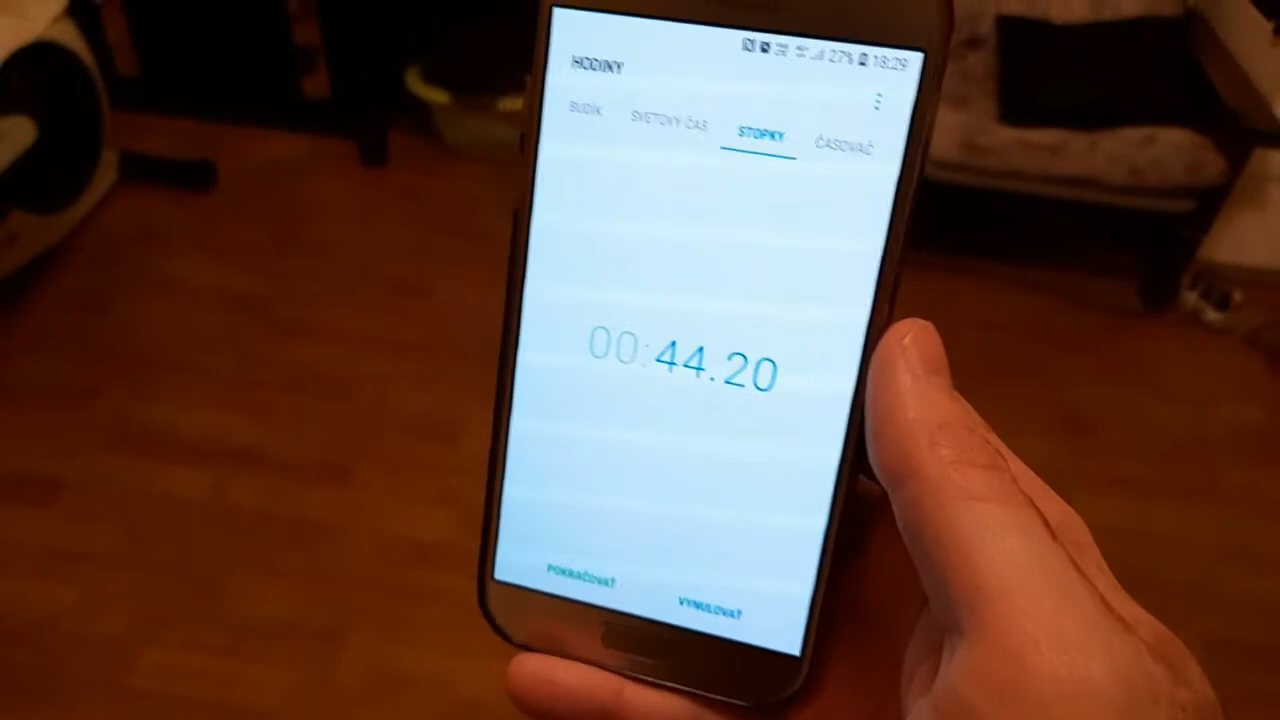 27% 18:29
HODINY
BUDÍK SVETOVÝ ČAS STOPKY ČASOVAČ
00:44.20
POKRAČOVAŤ VYNULOVAŤ